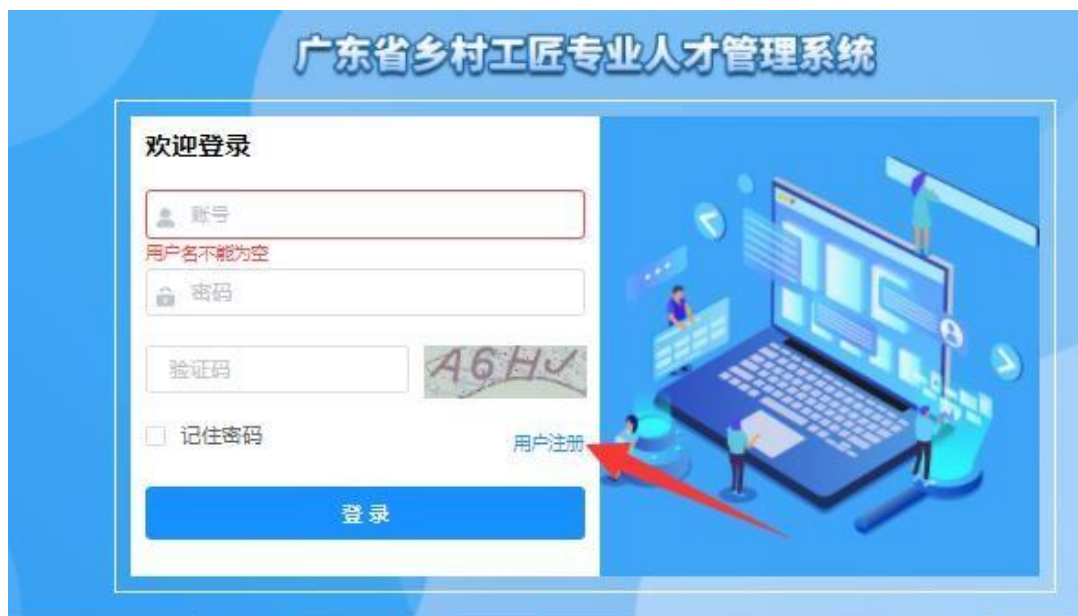 广东省乡村工匠专业人才管理系统
欢迎登录
账号
用户名不能为空
密码
验证码
A6HJ
记住密码
用户注册
登录